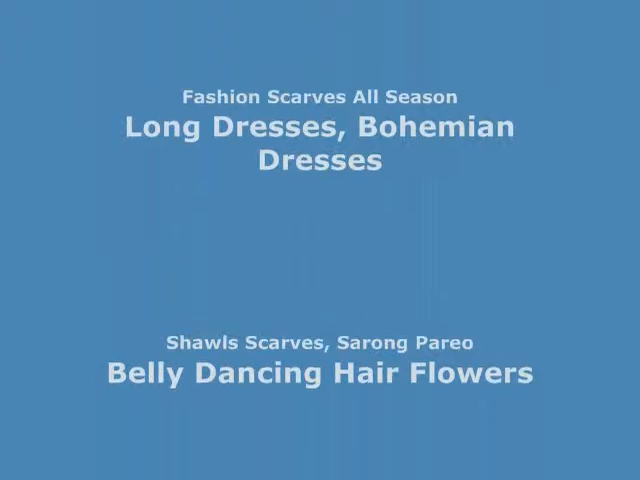 Fashion Scarves All Season
Long Dresses, Bohemian
Dresses
Shawls Scarves, Sarong Pareo
Belly Dancing Hair Flowers